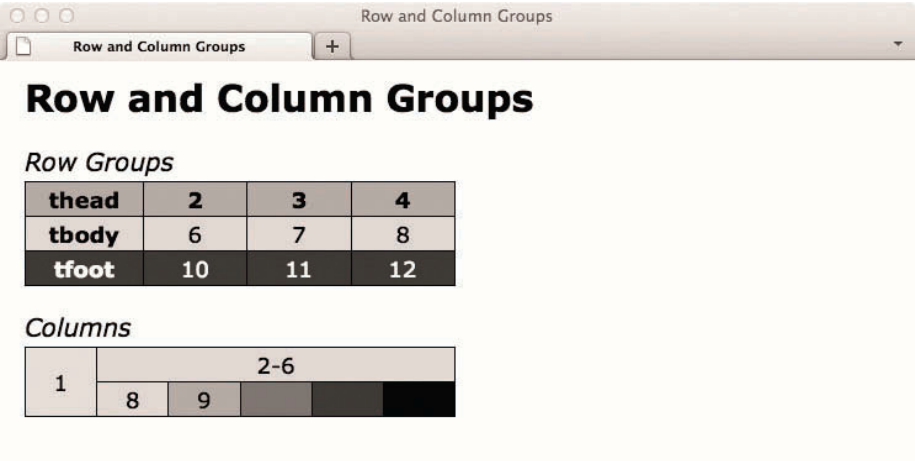 Row and Column Groups
Row and Column Groups +
Row and Column Groups
Row Groups
thead 2 3 4
tbody 6 7 8
tfoot 10 11 12
Columns
1 2-6
8 9